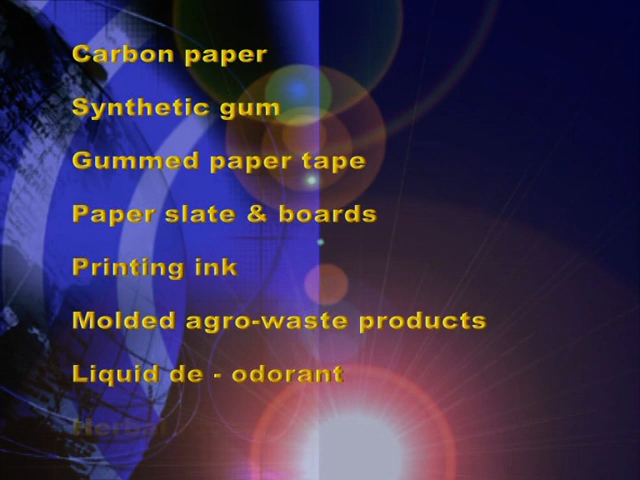 Carbon paper
Synthetic gum
Gummed paper tape
Paper slate & boards
Printing ink
Molded agro-waste products
Liquid de - odorant
Herbal